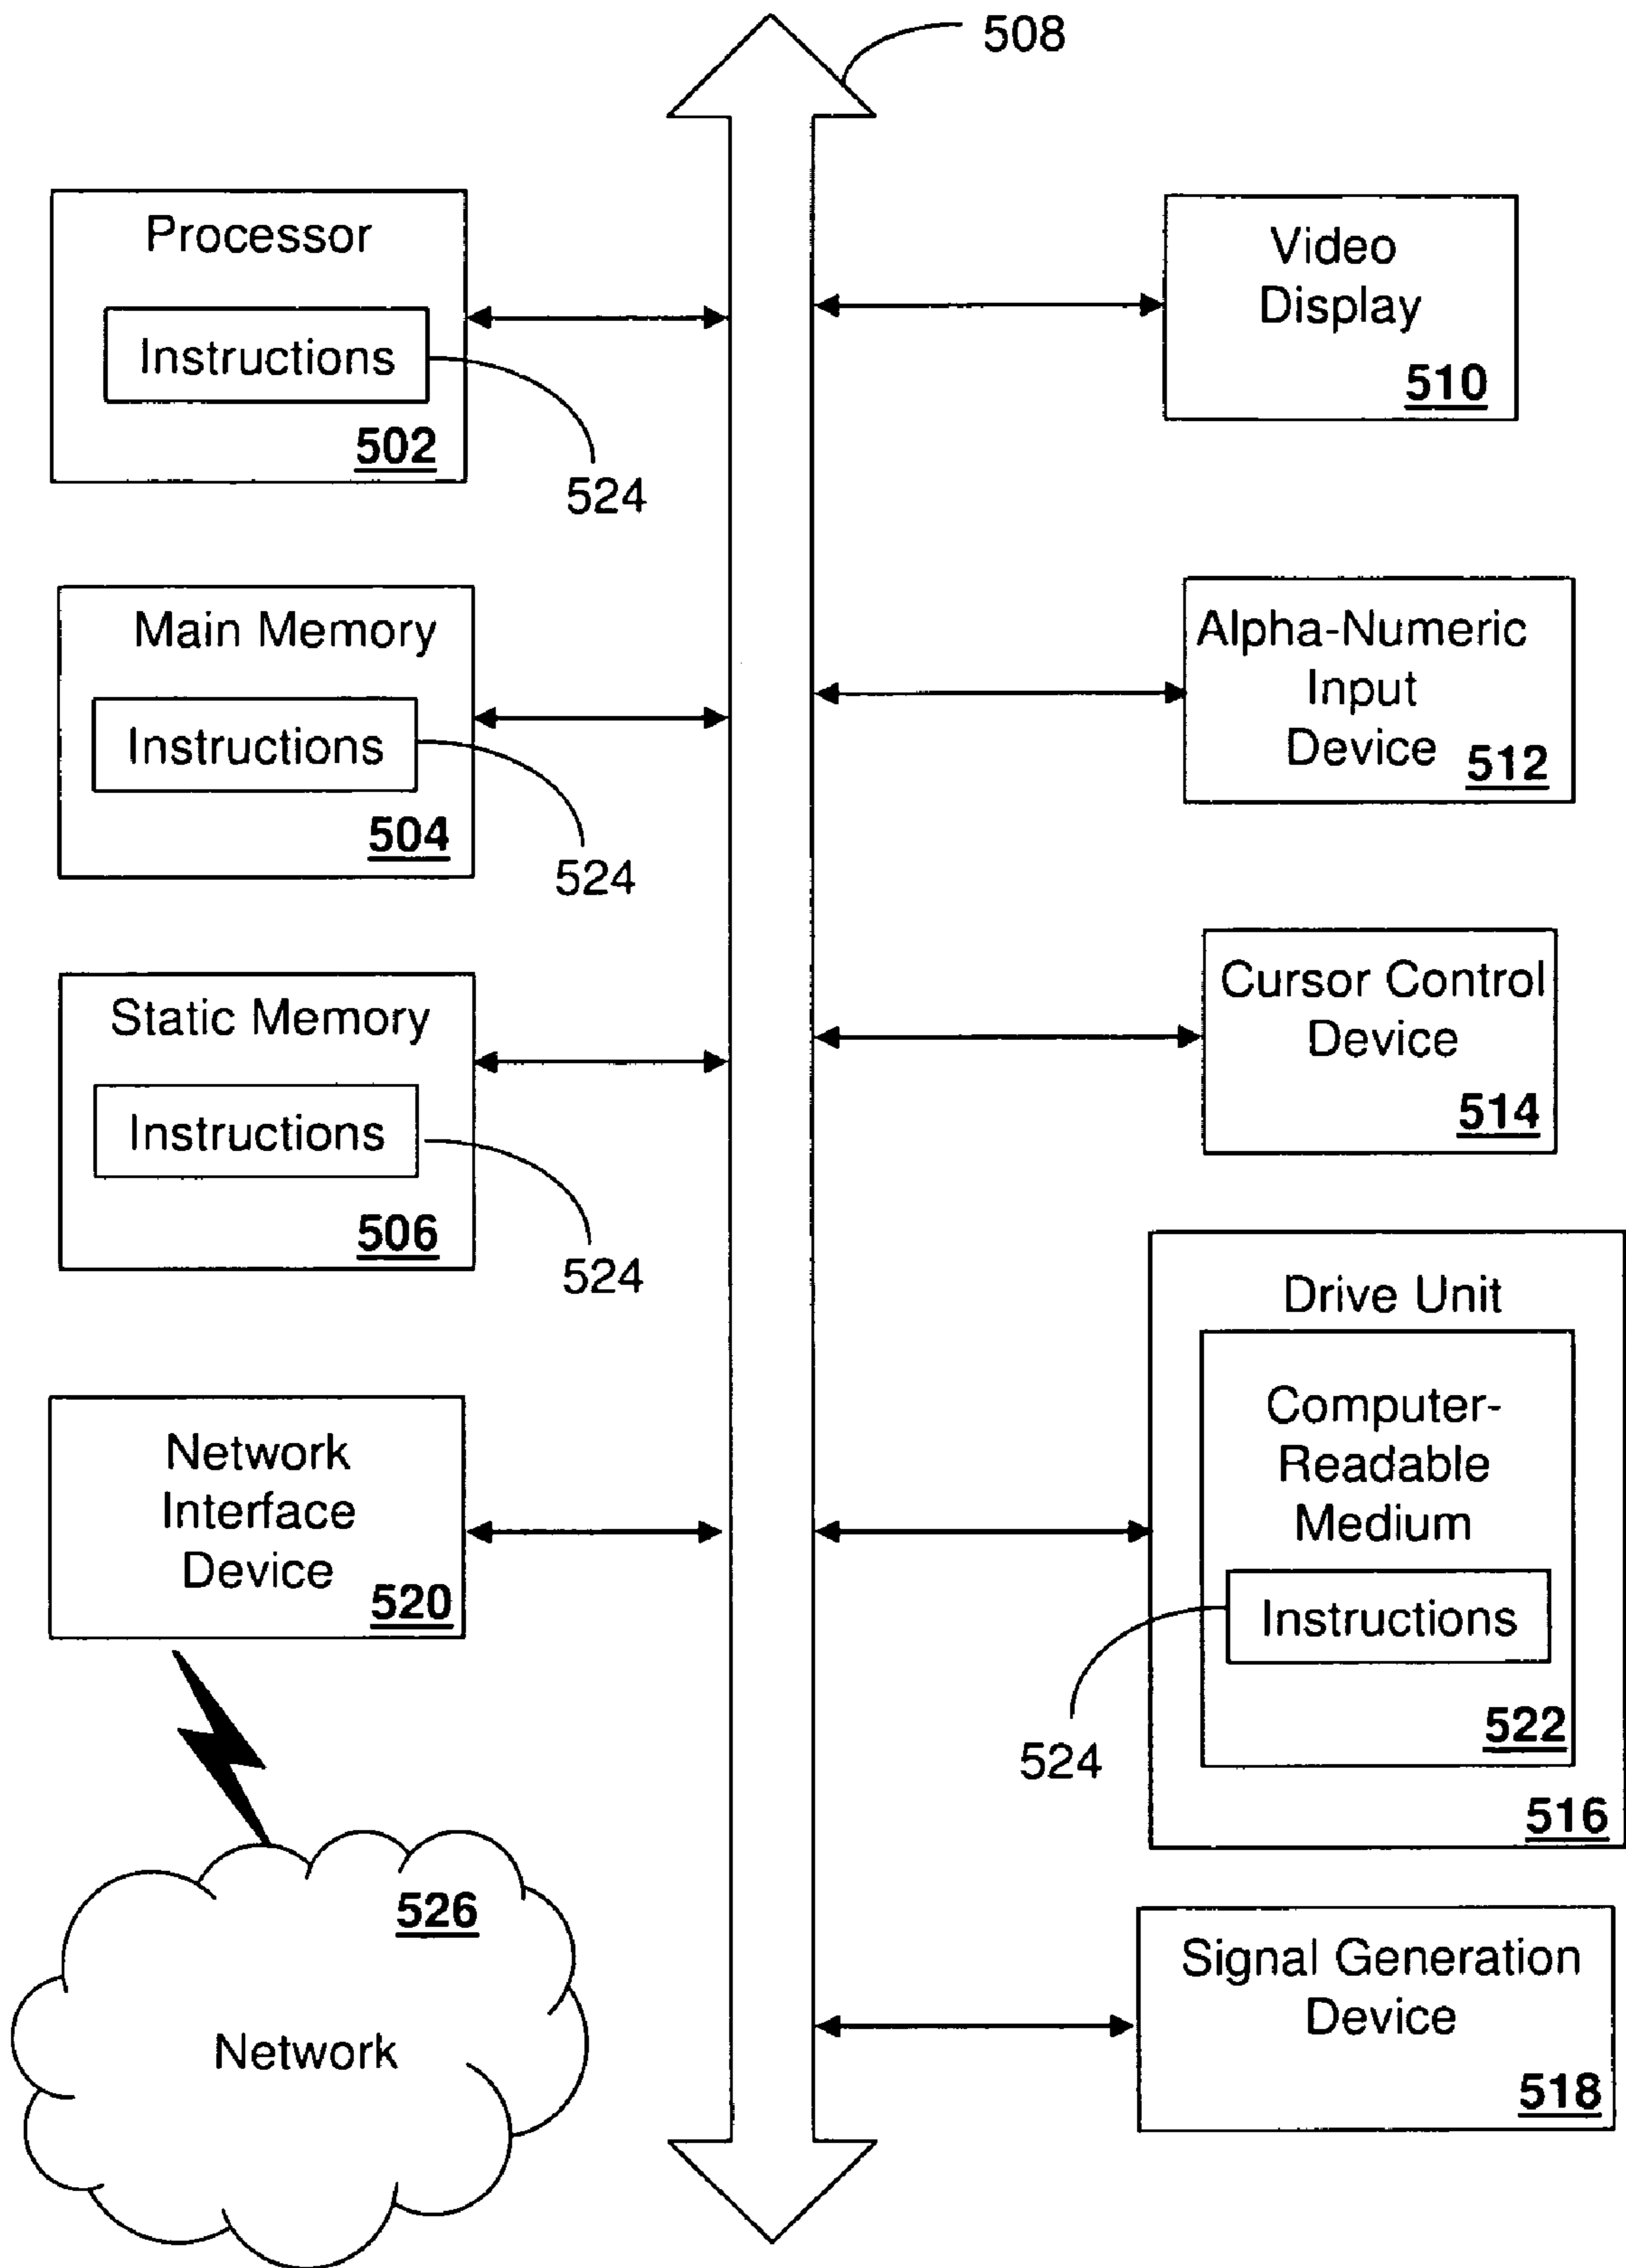 508
Processor
Instructions
502
524
Main Memory
Instructions
504
524
Static Memory
Instructions
506
524
Network
Interface
Device
520
526
Network
Video
Display
510
Alpha-Numeric
Input
Device
512
Cursor Control
Device
514
Drive Unit
Computer-
Readable
Medium
Instructions
524
522
516
Signal Generation
Device
518